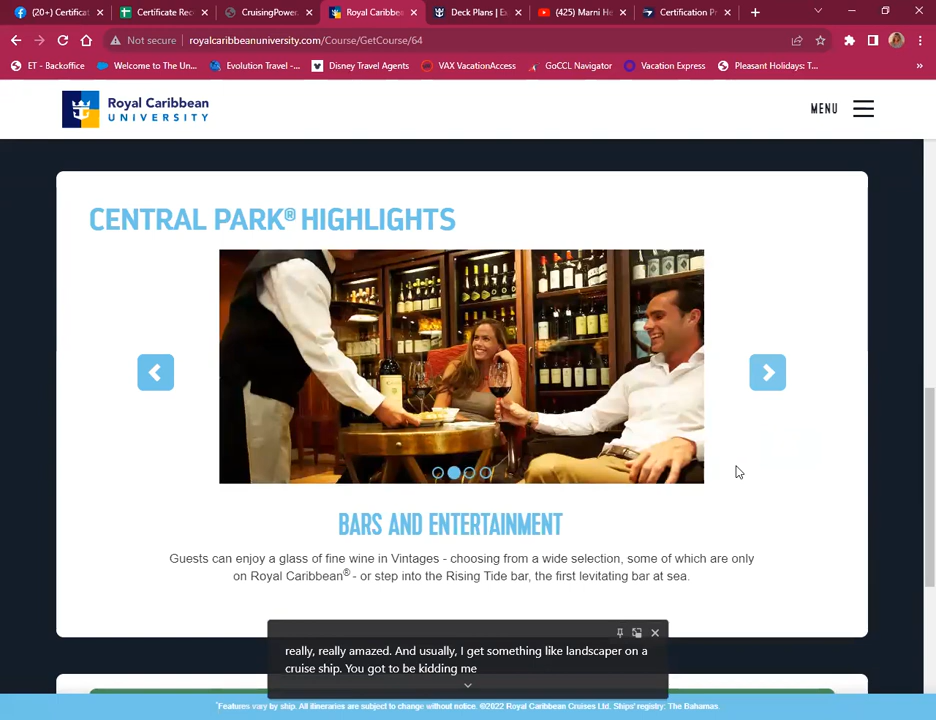 (20+) Certificat
Certificate Rec
CruisingPower.
Royal Caribbea
Deck Plans | Ex
(425) Marni He
Certification Pr
Not secure | royalcaribbeanuniversity.com/Course/GetCourse/64
ET - Backoffice
Welcome to The Un...
Evolution Travel -...
Disney Travel Agents
VAX VacationAccess
GoCCL Navigator
Vacation Express
Pleasant Holidays: T...
»
Royal Caribbean
UNIVERSITY
MENU
CENTRAL PARK® HIGHLIGHTS
BARS AND ENTERTAINMENT
Guests can enjoy a glass of fine wine in Vintages - choosing from a wide selection, some of which are only
on Royal Caribbean® - or step into the Rising Tide bar, the first levitating bar at sea.
really, really amazed. And usually, I get something like landscaper on a
cruise ship. You got to be kidding me
*Features vary by ship. All itineraries are subject to change without notice. ©2022 Royal Caribbean Cruises Ltd. Ships' registry: The Bahamas.